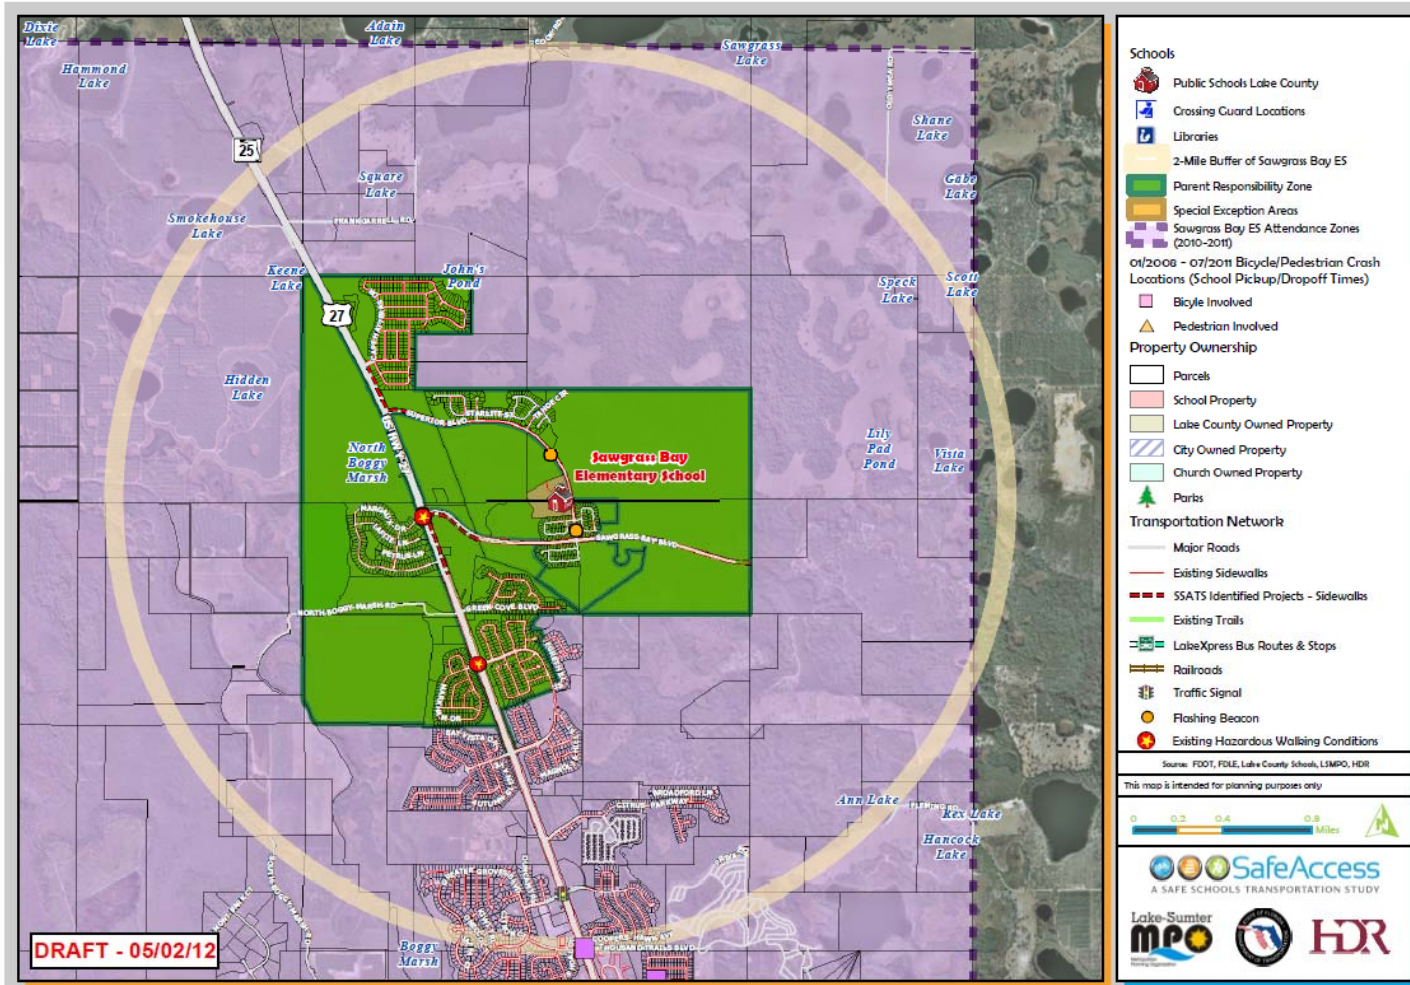 Dixie
Lake
Adair
Lake
Sawgrass
Lake
Hammond
Lake
Shane
Lake
25
Square
Lake
Gabe
Lake
Smokehouse
Lake
Keene
Lake
John's
Pond
Speck
Lake
Scott
Lake
27
Hidden
Lake
SUPERIOR BLVD
STARLITE ST
US HWY 27
North
Boggy
Marsh
Lily
Pad
Pond
Vista
Lake
Sawgrass Bay
Elementary School
SAWGRASS BAY BLVD
NORTH BOGGY MARSH RD
GREEN COVE BLVD
BRADFORD LN
CITRUS PARKWAY
Ann Lake
FLEMING RD
Rex Lake
Hancock
Lake
Boggy
Marsh
DRAFT - 05/02/12
Schools
Public Schools Lake County
Crossing Guard Locations
Libraries
2-Mile Buffer of Sawgrass Bay ES
Parent Responsibility Zone
Special Exception Areas
Sawgrass Bay ES Attendance Zones
(2010-2011)
01/2008 - 07/2011 Bicycle/Pedestrian Crash
Locations (School Pickup/Dropoff Times)
Bicyle Involved
Pedestrian Involved
Property Ownership
Parcels
School Property
Lake County Owned Property
City Owned Property
Church Owned Property
Parks
Transportation Network
Major Roads
Existing Sidewalks
SSATS Identified Projects - Sidewalks
Existing Trails
LakeXpress Bus Routes & Stops
Railroads
Traffic Signal
Flashing Beacon
Existing Hazardous Walking Conditions
Source: FDOT, FDLE, Lake County Schools, LSMPO, HDR
This map is intended for planning purposes only
0 0.2 0.4 0.8
Miles
SafeAccess
A SAFE SCHOOLS TRANSPORTATION STUDY
Lake-Sumter
MPO
HDR